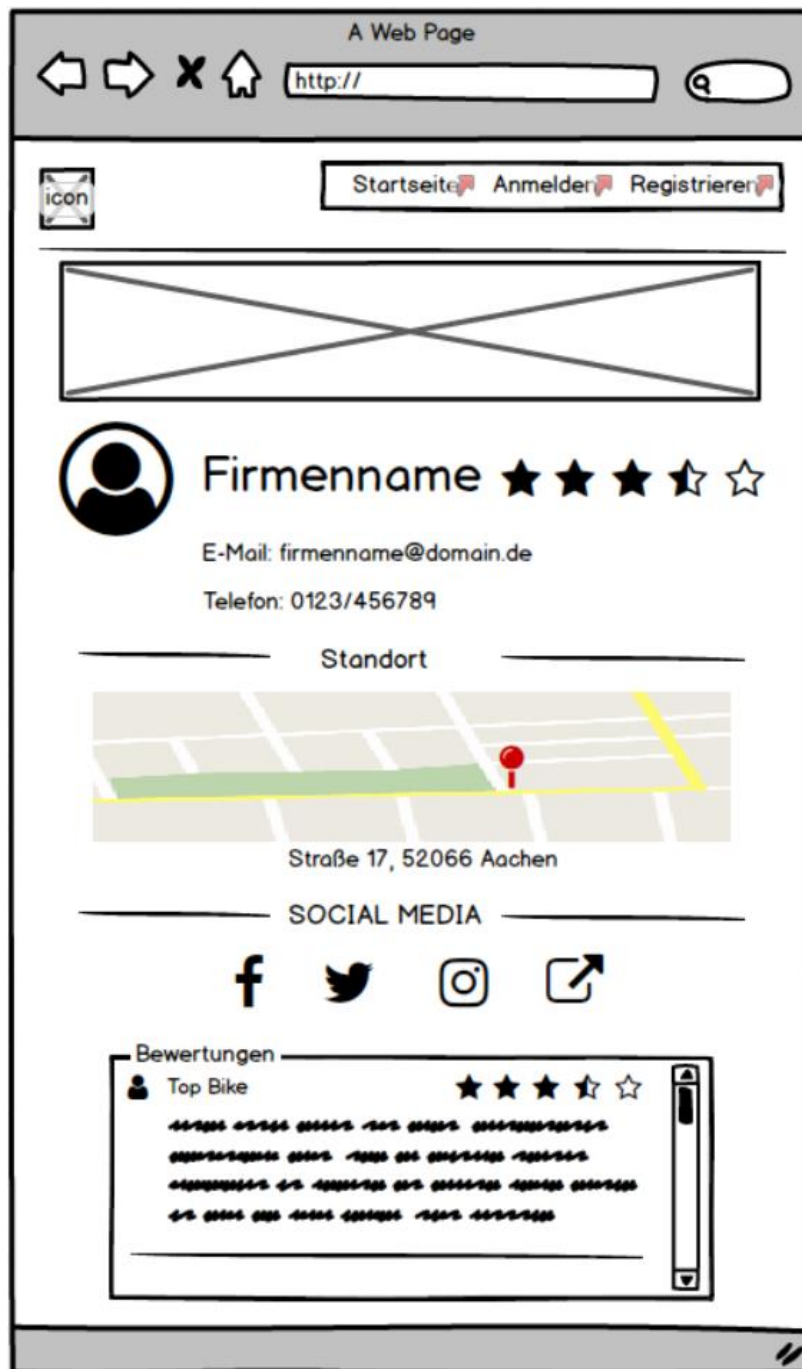 A Web Page
http://
icon
Startseite Anmelden Registrieren
Firmenname
E-Mail: firmenname@domain.de
Telefon: 0123/456789
Standort
Straße 17, 52066 Aachen
SOCIAL MEDIA
Bewertungen
Top Bike